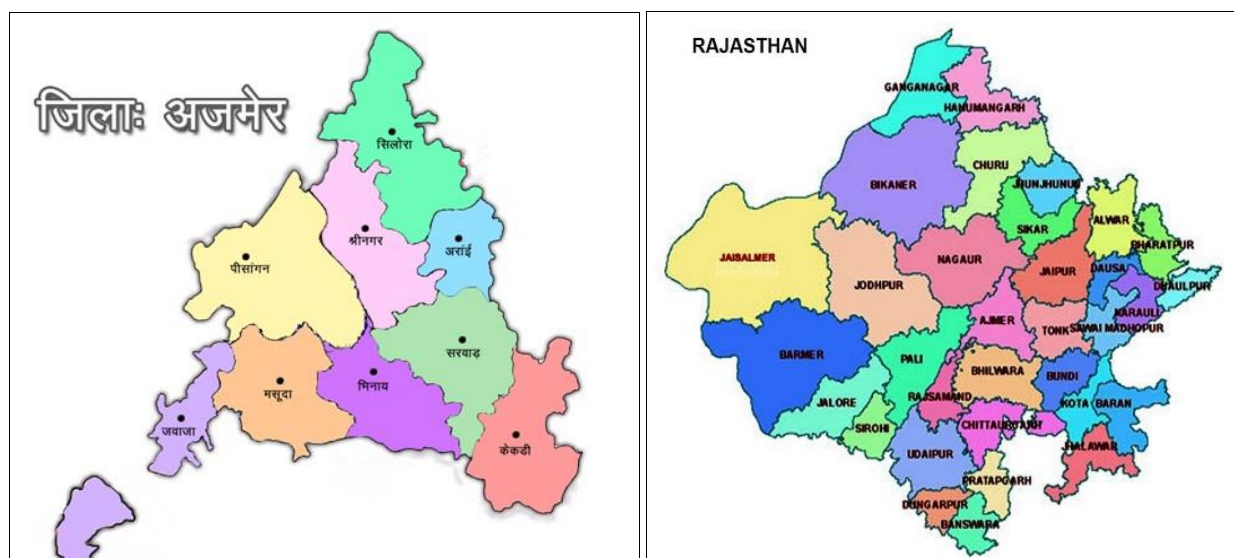 जिलाः अजमेर
सिलोरा
श्रीनगर
अरांई
पीसांगन
सरवाड़
मसूदा
भिनाय
जवाजा
केकडी
RAJASTHAN
GANGANAGAR
HANUMANGARH
CHURU
BIKANER
JHUNJHUNU
SIKAR
ALWAR
BHARATPUR
JAISALMER
NAGAUR
JAIPUR
DAUSA
DHAULPUR
JODHPUR
KARAULI
AJMER
TONK
SAWAI MADHOPUR
BARMER
PALI
BHILWARA
BUNDI
JALORE
RAJSAMAND
KOTA
BARAN
SIROHI
CHITTAURGARH
JHALAWAR
UDAIPUR
PRATAPGARH
DUNGARPUR
BANSWARA